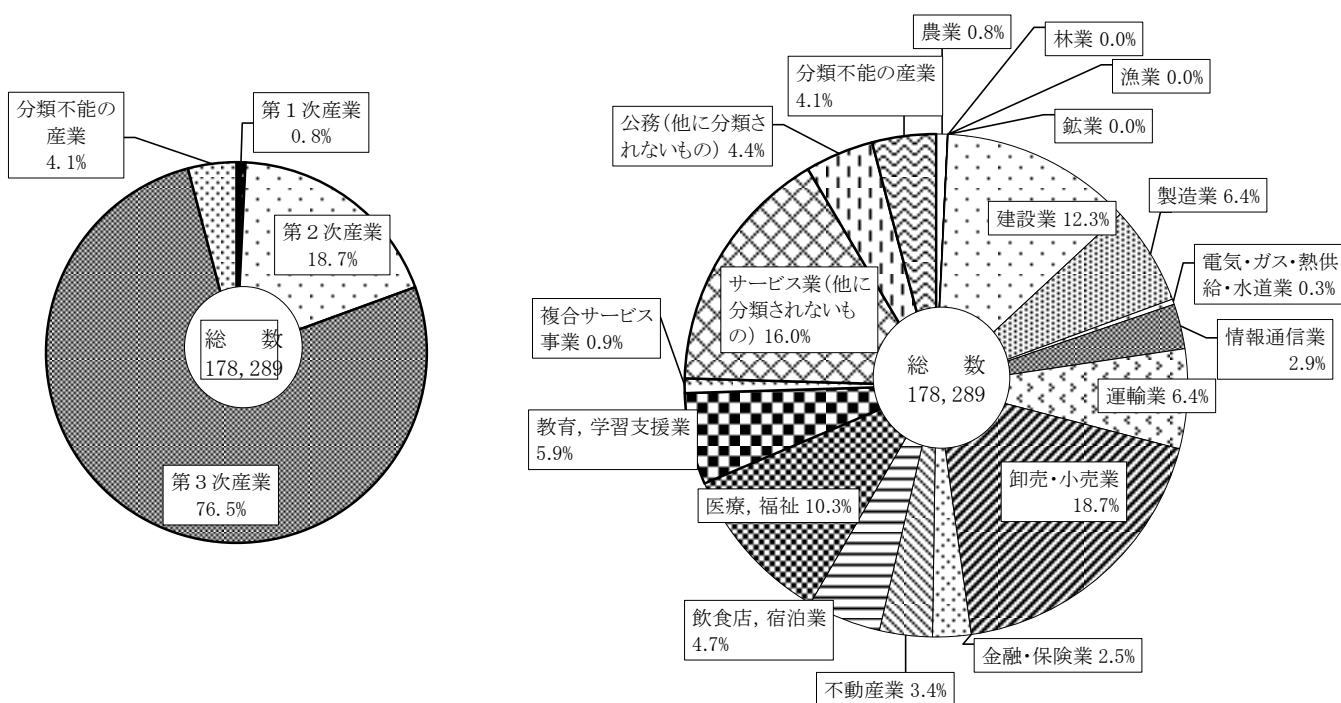 分類不能の
産業
4.1%
第１次産業
0.8%
第２次産業
18.7%
総　数
178,289
第３次産業
76.5%
農業 0.8%
林業 0.0%
漁業 0.0%
鉱業 0.0%
建設業 12.3%
製造業 6.4%
電気・ガス・熱供
給・水道業 0.3%
情報通信業
2.9%
運輸業 6.4%
卸売・小売業
18.7%
金融・保険業 2.5%
不動産業 3.4%
飲食店, 宿泊業
4.7%
医療, 福祉 10.3%
教育, 学習支援業
5.9%
複合サービス
事業 0.9%
サービス業(他に
分類されないも
の) 16.0%
公務(他に分類さ
れないもの) 4.4%
分類不能の産業
4.1%
総　数
178,289